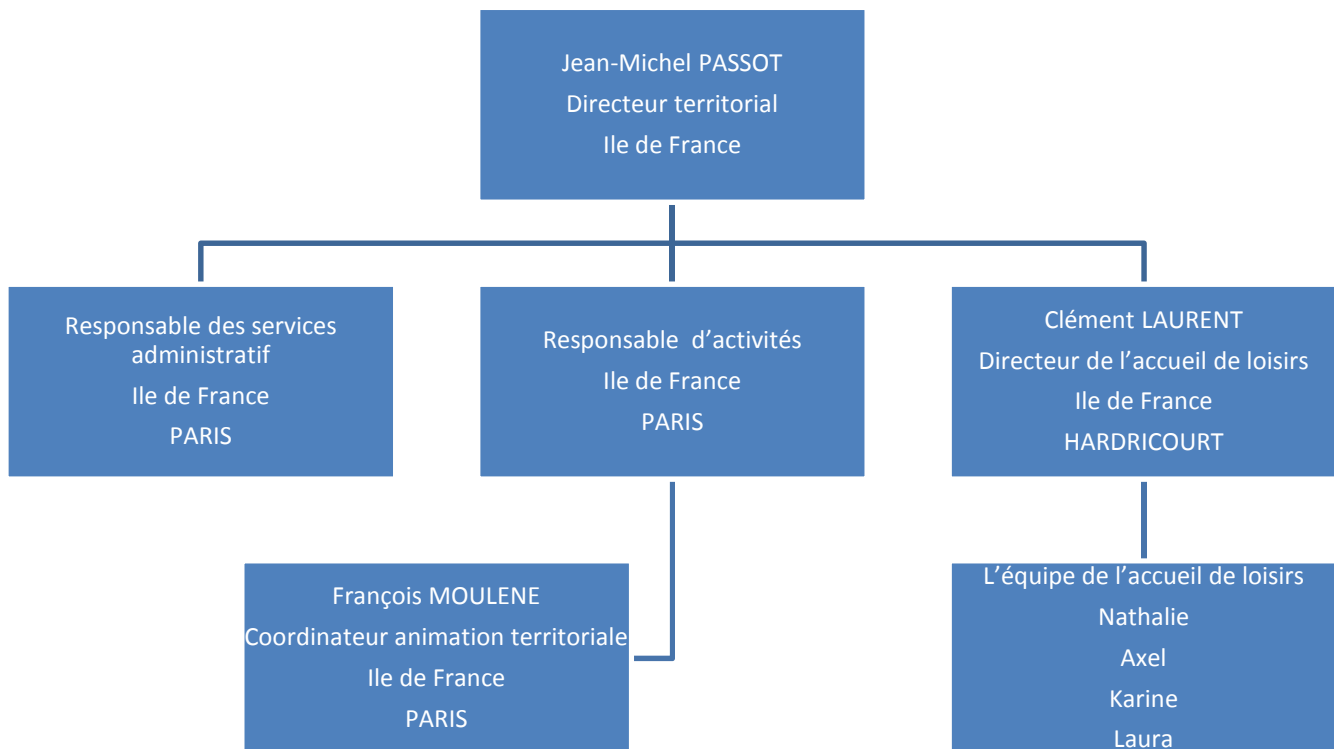 Jean-Michel PASSOT
Directeur territorial
Ile de France
Responsable des services
administratif
Ile de France
PARIS
Responsable  d’activités
Ile de France
PARIS
Clément LAURENT
Directeur de l’accueil de loisirs
Ile de France
HARDRICOURT
François MOULENE
Coordinateur animation territoriale
Ile de France
PARIS
L’équipe de l’accueil de loisirs
Nathalie
Axel
Karine
Laura